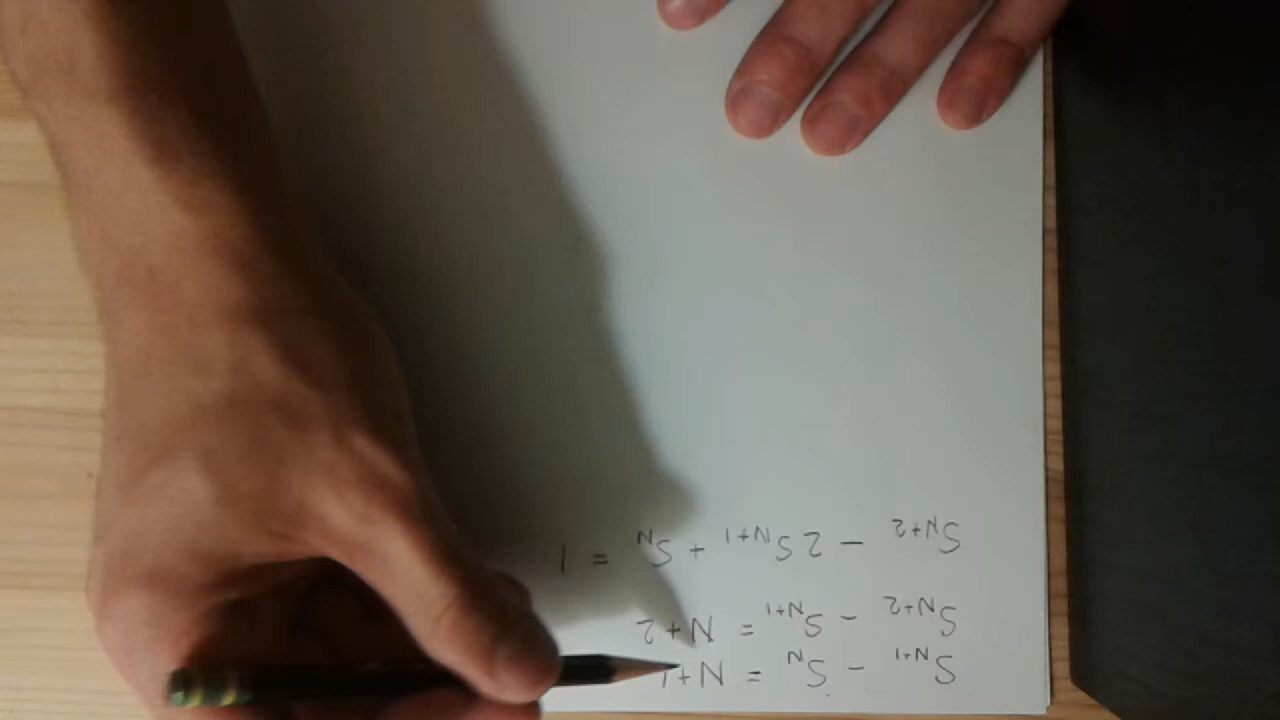 S_{N+1} - S_N = N+1
S_{N+2} - S_{N+1} = N+2
S_{N+2} - 2S_{N+1} + S_N = 1